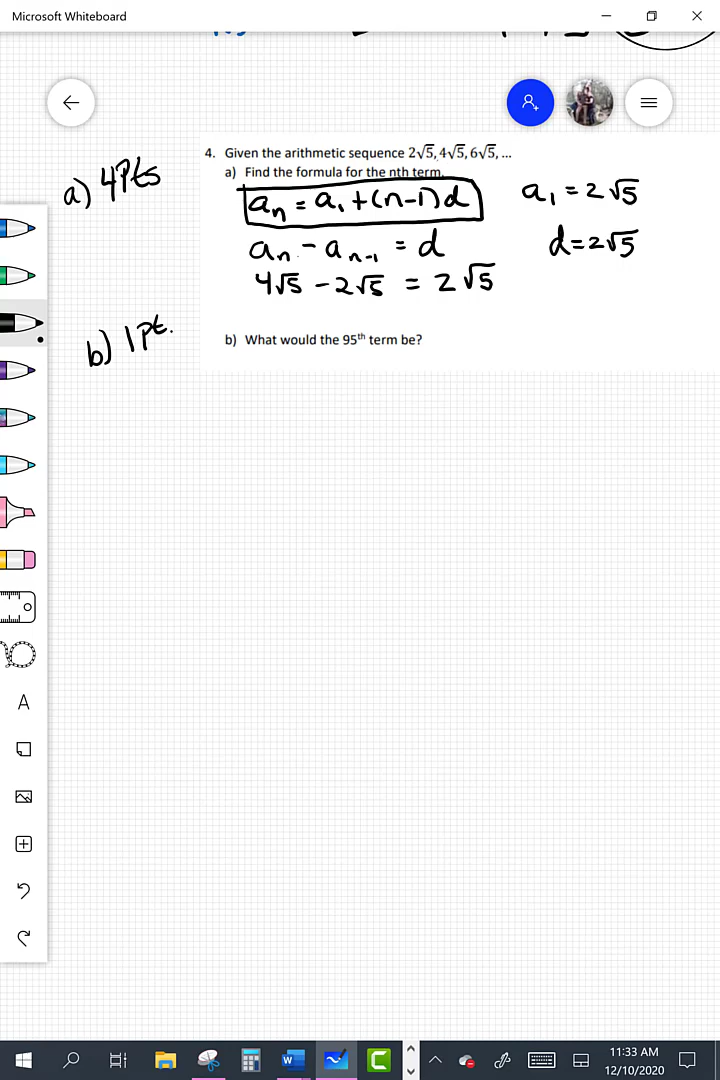 Microsoft Whiteboard
4. Given the arithmetic sequence 2√5, 4√5, 6√5, ...
a) Find the formula for the nth term.
a) 4Pts
aₙ = a₁ + (n-1)d
a₁ = 2√5
aₙ - aₙ₋₁ = d
d = 2√5
4√5 - 2√5 = 2√5
b) 1pt.
b) What would the 95th term be?
A
11:33 AM
12/10/2020